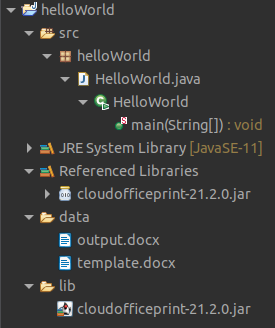 helloWorld
src
helloWorld
HelloWorld.java
HelloWorld
main(String[]) : void
JRE System Library [JavaSE-11]
Referenced Libraries
cloudofficeprint-21.2.0.jar
data
output.docx
template.docx
lib
cloudofficeprint-21.2.0.jar